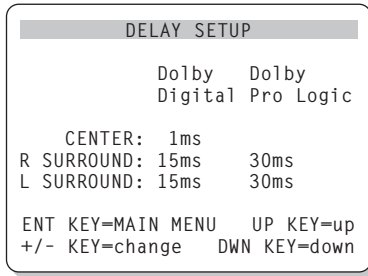 DELAY SETUP
Dolby Dolby
Digital Pro Logic
CENTER: 1ms
R SURROUND: 15ms 30ms
L SURROUND: 15ms 30ms
ENT KEY=MAIN MENU UP KEY=up
+/- KEY=change DWN KEY=down